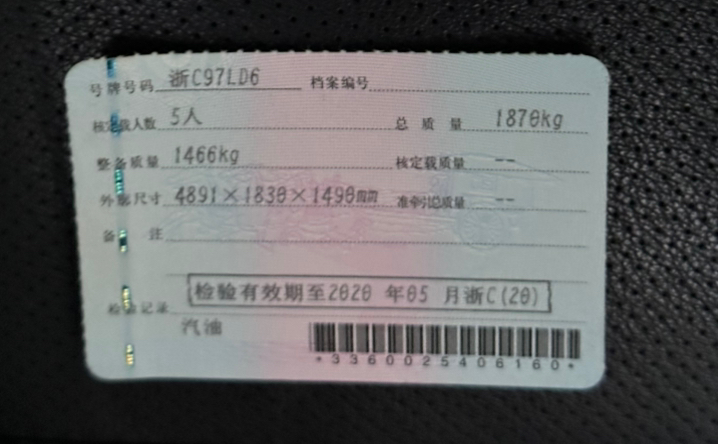 号牌号码 浙C97LD6 档案编号
核定载人数 5人 总质量 1870kg
整备质量 1466kg 核定载质量 --
外廓尺寸 4891×1830×1490mm 准牵引总质量 --
备注
检验有效期至2020 年05 月浙C(20)
检验记录
汽油
*3360025406160*